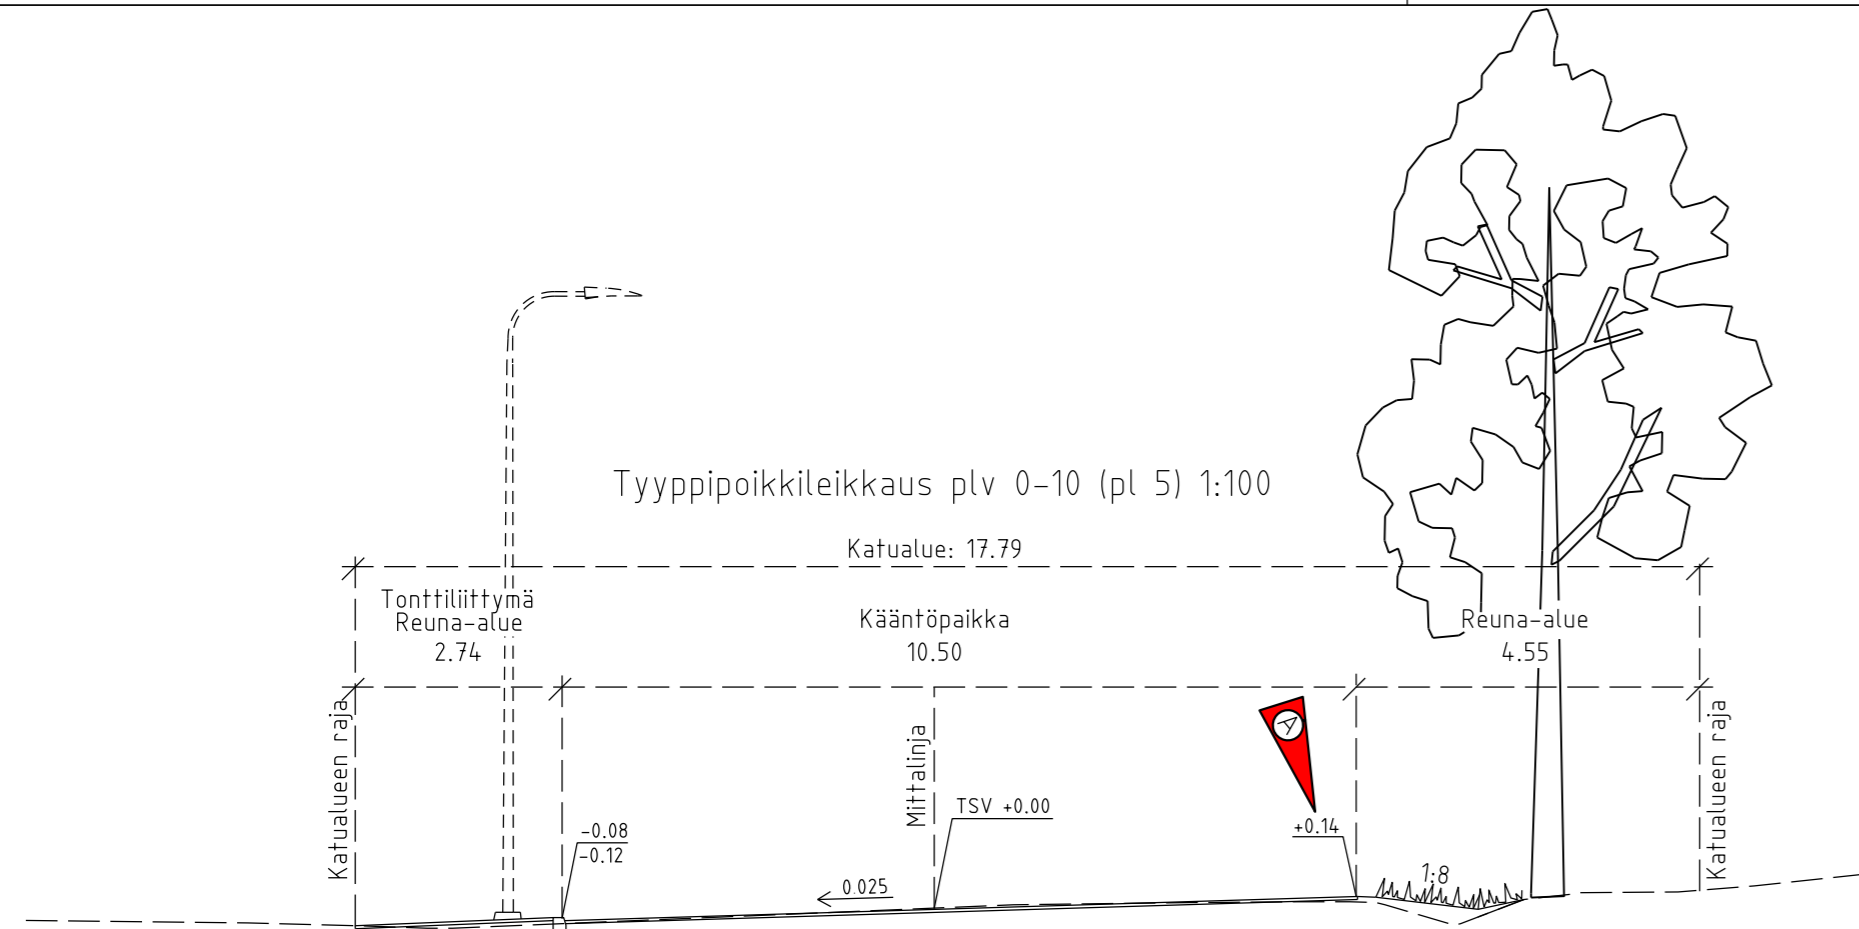 Tyyppipoikkileikkaus plv 0-10 (pl 5) 1:100
Katualue: 17.79
Tonttiliittymä
Reuna-alue
2.74
Kääntöpaikka
10.50
Reuna-alue
4.55
Katualueen raja
Mittalinja
A
Katualueen raja
TSV +0.00
+0.14
-0.08
-0.12
0.025
1:8